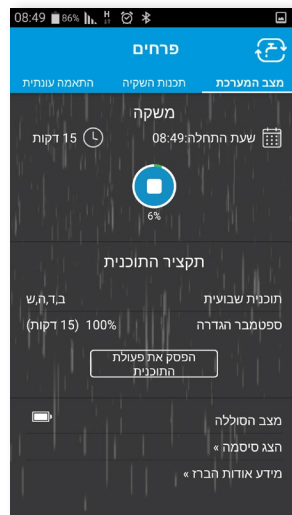 08:49 86% H
פרחים
מצב המערכת תכנות השקיה התאמה עונתית
משקה
שעת התחלה:08:49 15 דקות
6%
תקציר התוכנית
תוכנית שבועית ב,ד,ה,ש
ספטמבר הגדרה 100% (15 דקות)
הפסק את פעולת
התוכנית
מצב הסוללה
הצג סיסמה »
מידע אודות הברז »